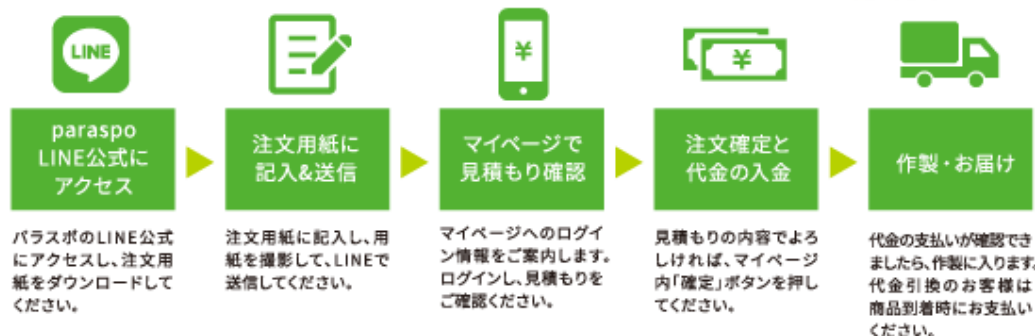 LINE
¥
¥
paraspo
LINE公式に
アクセス
注文用紙に
記入&送信
マイページで
見積もり確認
注文確定と
代金の入金
作製・お届け
パラスポのLINE公式
にアクセスし、注文用
紙をダウンロードして
ください。
注文用紙に記入し、用
紙を撮影して、LINEで
送信してください。
マイページへのログイ
ン情報をご案内します。
ログインし、見積もりを
ご確認ください。
見積もりの内容でよろ
しければ、マイページ
内「確定」ボタンを押し
てください。
代金の支払いが確認でき
ましたら、作製に入ります。
代金引換のお客様は
商品到着時にお支払い
ください。